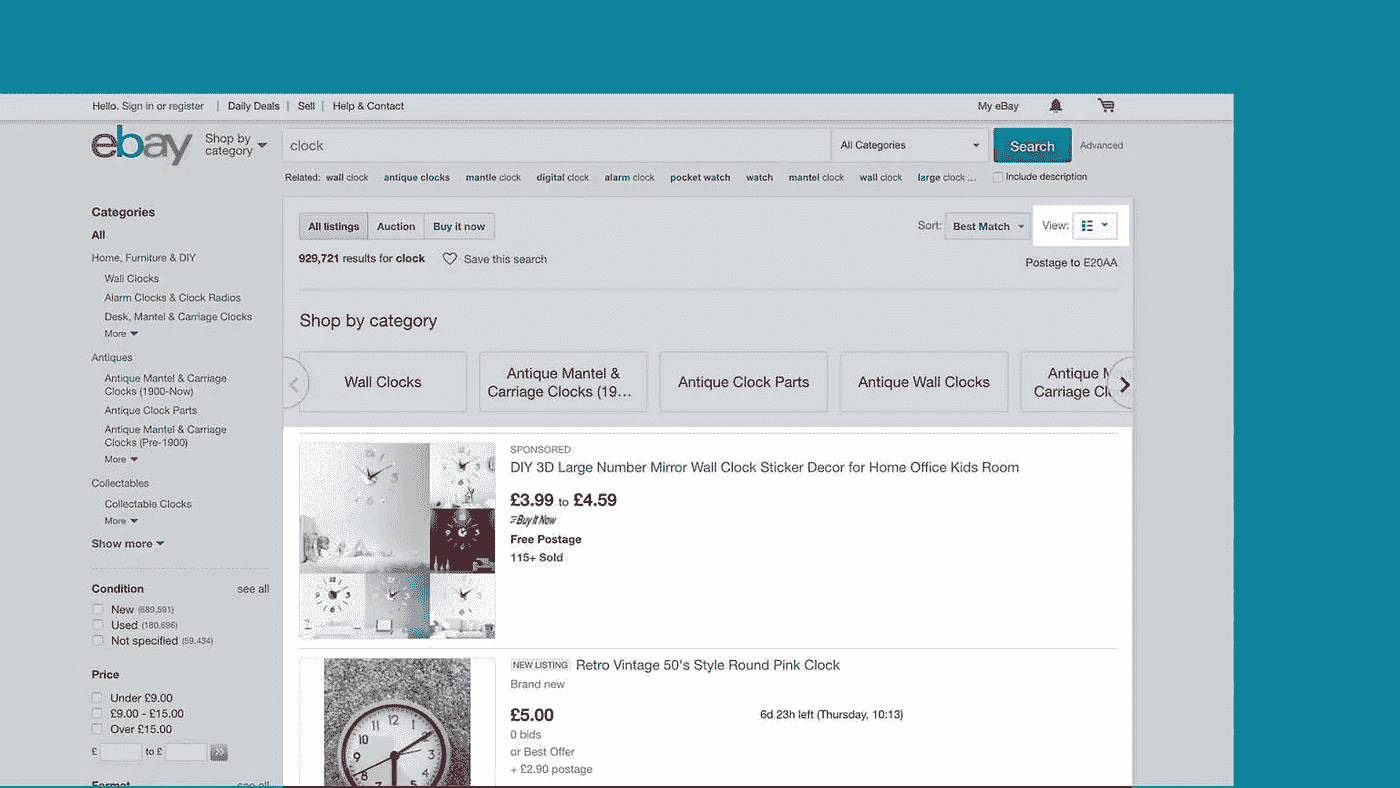 Hello. Sign in or register | Daily Deals | Sell | Help & Contact
My eBay
ebay
Shop by category
clock
All Categories
Search
Advanced
Related: wall clock antique clocks mantle clock digital clock alarm clock pocket watch watch mantel clock wall clock large clock ...
Include description
Categories
All
Home, Furniture & DIY
Wall Clocks
Alarm Clocks & Clock Radios
Desk, Mantel & Carriage Clocks
More
Antiques
Antique Mantel & Carriage
Clocks (1900-Now)
Antique Clock Parts
Antique Mantel & Carriage
Clocks (Pre-1900)
More
Collectables
Collectable Clocks
More
Show more
Condition see all
New (689,591)
Used (180,696)
Not specified (59,434)
Price
Under £9.00
£9.00 - £15.00
Over £15.00
£ to £
Format see all
All listings Auction Buy it now
Sort: Best Match
View:
929,721 results for clock
Save this search
Postage to E20AA
Shop by category
Wall Clocks
Antique Mantel &
Carriage Clocks (19...
Antique Clock Parts
Antique Wall Clocks
Antique
Carriage
SPONSORED
DIY 3D Large Number Mirror Wall Clock Sticker Decor for Home Office Kids Room
£3.99 to £4.59
Buy It Now
Free Postage
115+ Sold
NEW LISTING Retro Vintage 50's Style Round Pink Clock
Brand new
£5.00
6d 23h left (Thursday, 10:13)
0 bids
or Best Offer
+ £2.90 postage
12
11
1
10
2
9
3